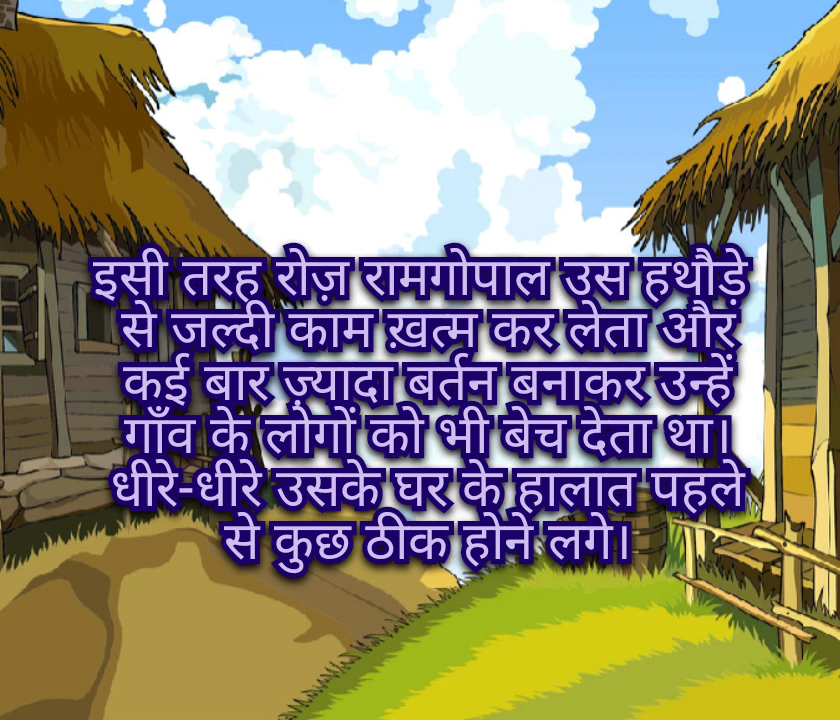 इसी तरह रोज़ रामगोपाल उस हथौड़े
से जल्दी काम ख़त्म कर लेता और
कई बार ज़्यादा बर्तन बनाकर उन्हें
गाँव के लोगों को भी बेच देता था।
धीरे-धीरे उसके घर के हालात पहले
से कुछ ठीक होने लगे।